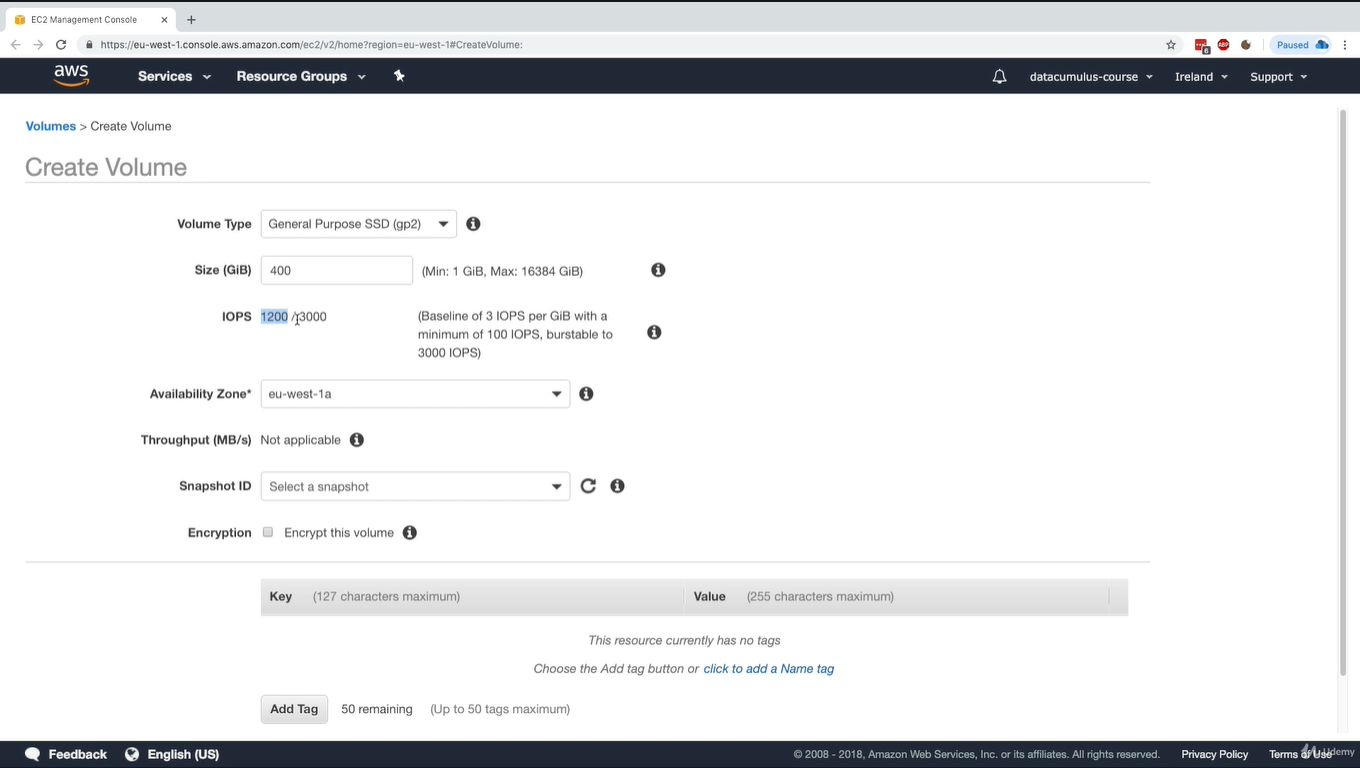 EC2 Management Console
https://eu-west-1.console.aws.amazon.com/ec2/v2/home?region=eu-west-1#CreateVolume:
6
ABP
Paused
aws
Services
Resource Groups
datacumulus-course
Ireland
Support
Volumes > Create Volume
Create Volume
Volume Type General Purpose SSD (gp2)
Size (GiB) 400 (Min: 1 GiB, Max: 16384 GiB)
IOPS 1200 / 3000 (Baseline of 3 IOPS per GiB with a
minimum of 100 IOPS, burstable to
3000 IOPS)
Availability Zone* eu-west-1a
Throughput (MB/s) Not applicable
Snapshot ID Select a snapshot
Encryption Encrypt this volume
Key (127 characters maximum) Value (255 characters maximum)
This resource currently has no tags
Choose the Add tag button or click to add a Name tag
Add Tag 50 remaining (Up to 50 tags maximum)
Feedback English (US) © 2008 - 2018, Amazon Web Services, Inc. or its affiliates. All rights reserved. Privacy Policy Terms of Use
Udemy